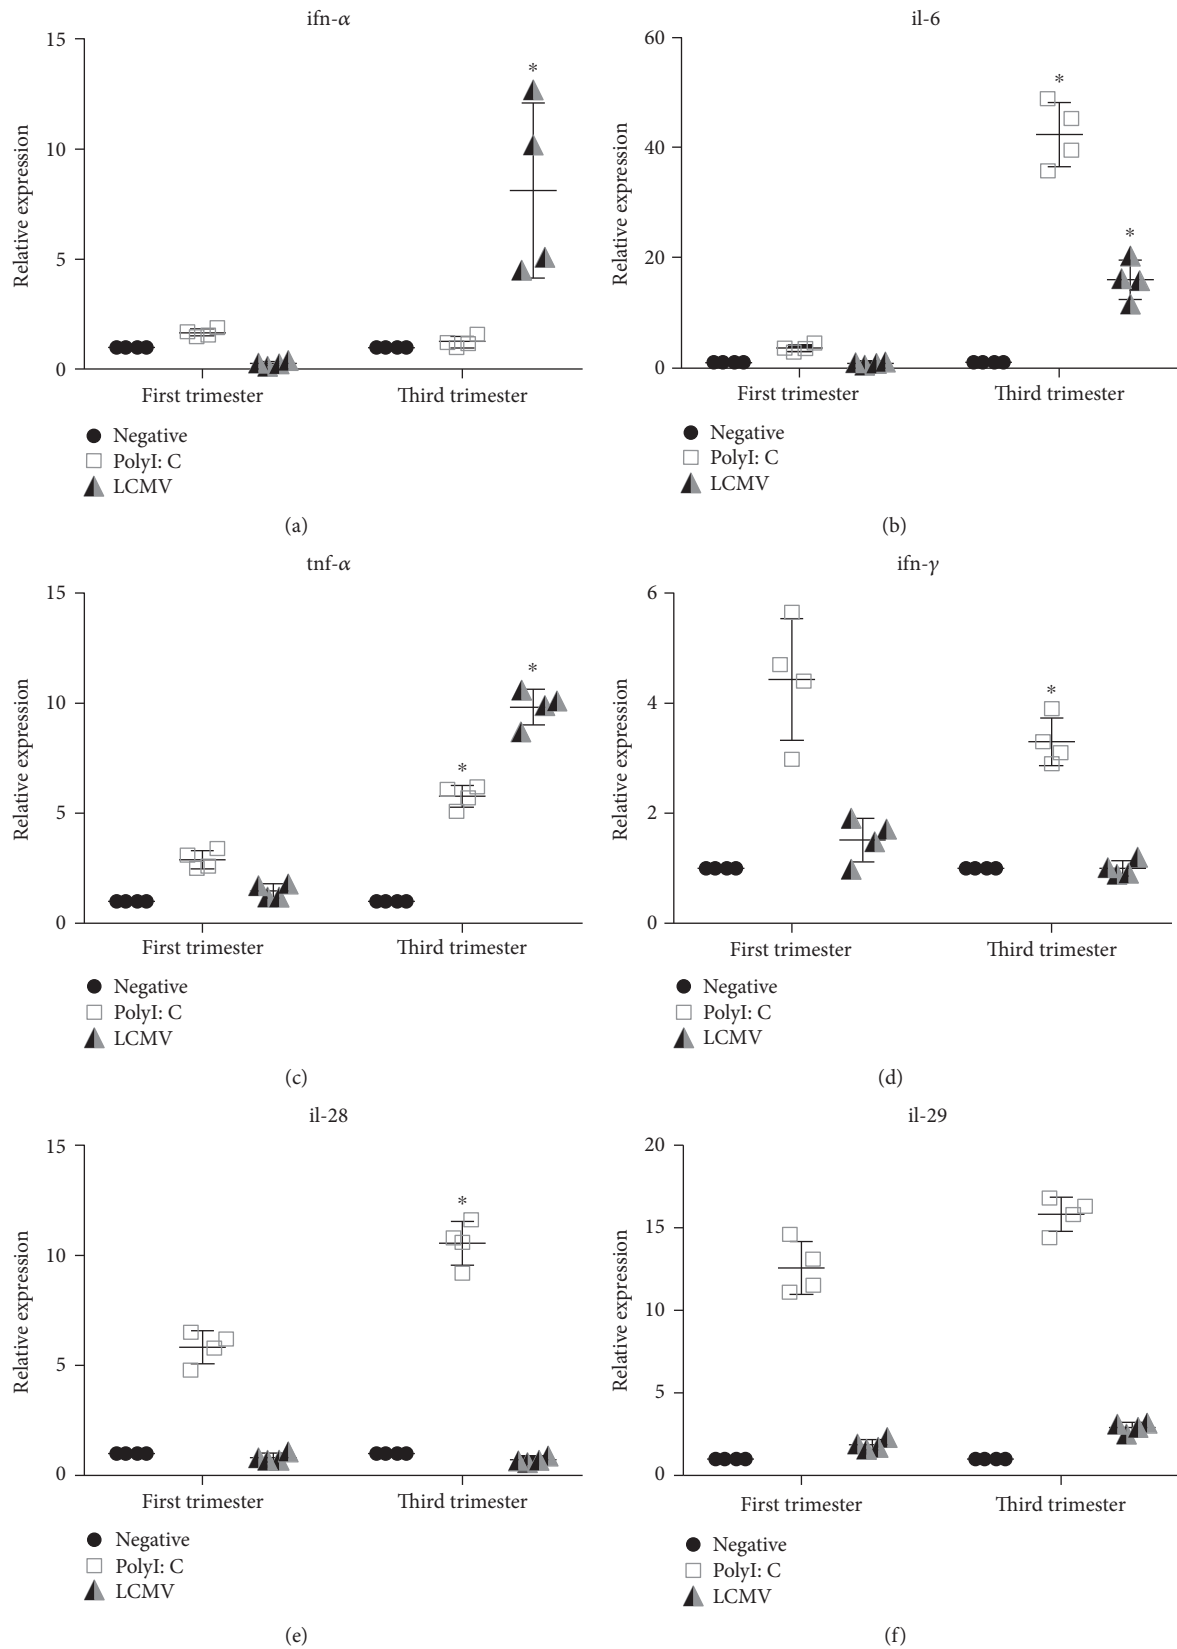 ifn-α
15
10
5
0
Relative expression
*
First trimester
Third trimester
Negative
PolyI: C
LCMV
(a)
il-6
60
40
20
0
Relative expression
*
*
First trimester
Third trimester
Negative
PolyI: C
LCMV
(b)
tnf-α
15
10
5
0
Relative expression
*
*
First trimester
Third trimester
Negative
PolyI: C
LCMV
(c)
ifn-γ
6
4
2
0
Relative expression
*
First trimester
Third trimester
Negative
PolyI: C
LCMV
(d)
il-28
15
10
5
0
Relative expression
*
First trimester
Third trimester
Negative
PolyI: C
LCMV
(e)
il-29
20
15
10
5
0
Relative expression
First trimester
Third trimester
Negative
PolyI: C
LCMV
(f)